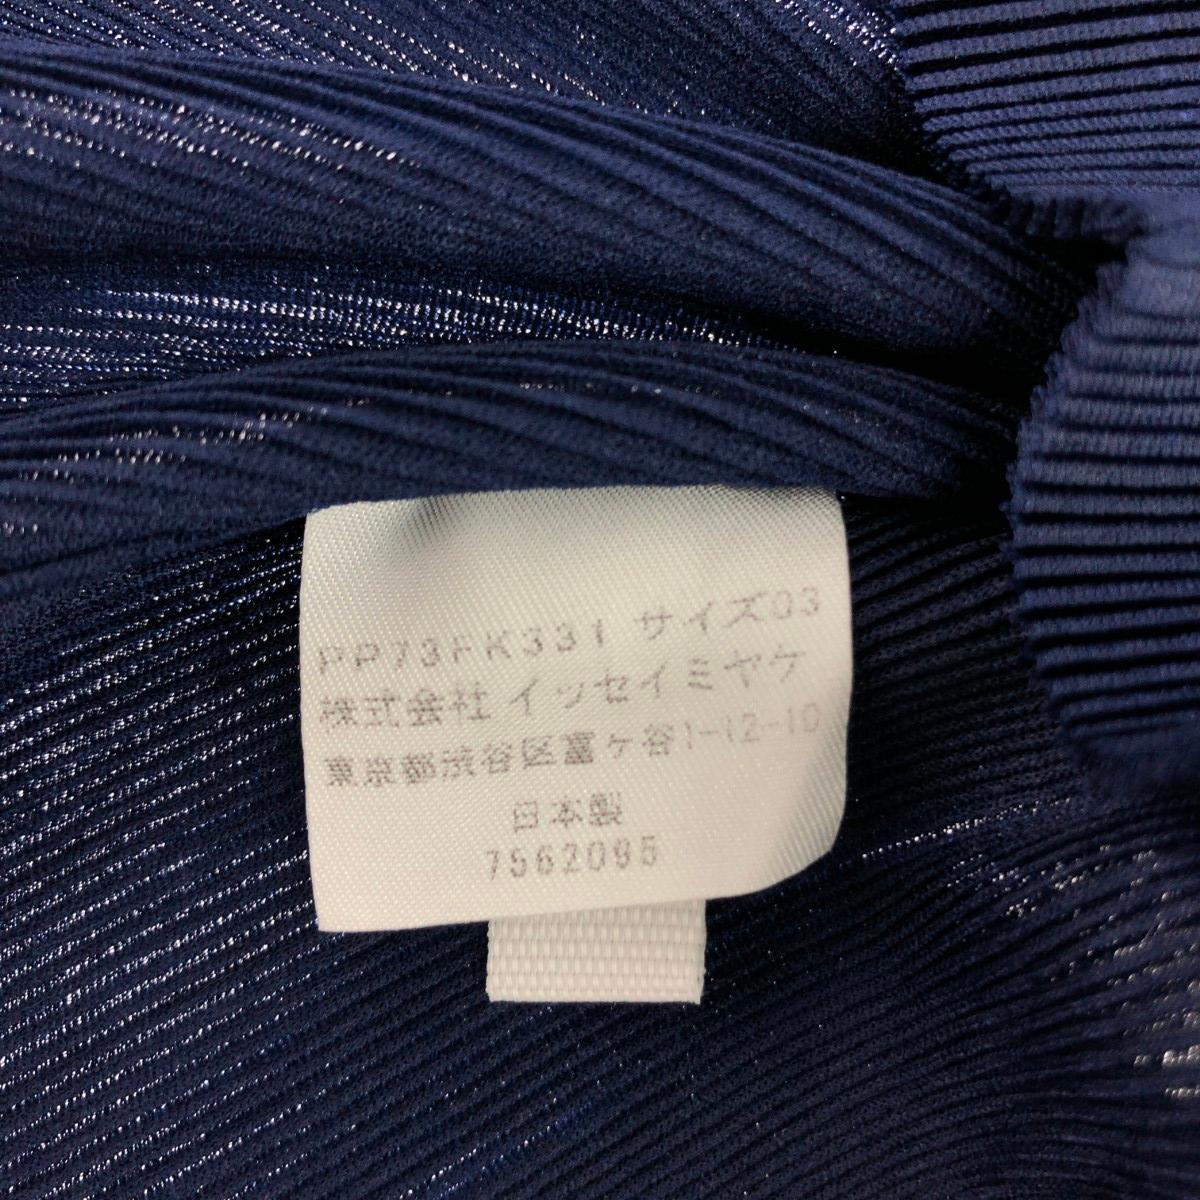 PP73FK331 サイズ03
株式会社 イッセイミヤケ
東京都渋谷区富ヶ谷1-12-10
日本製
7562095